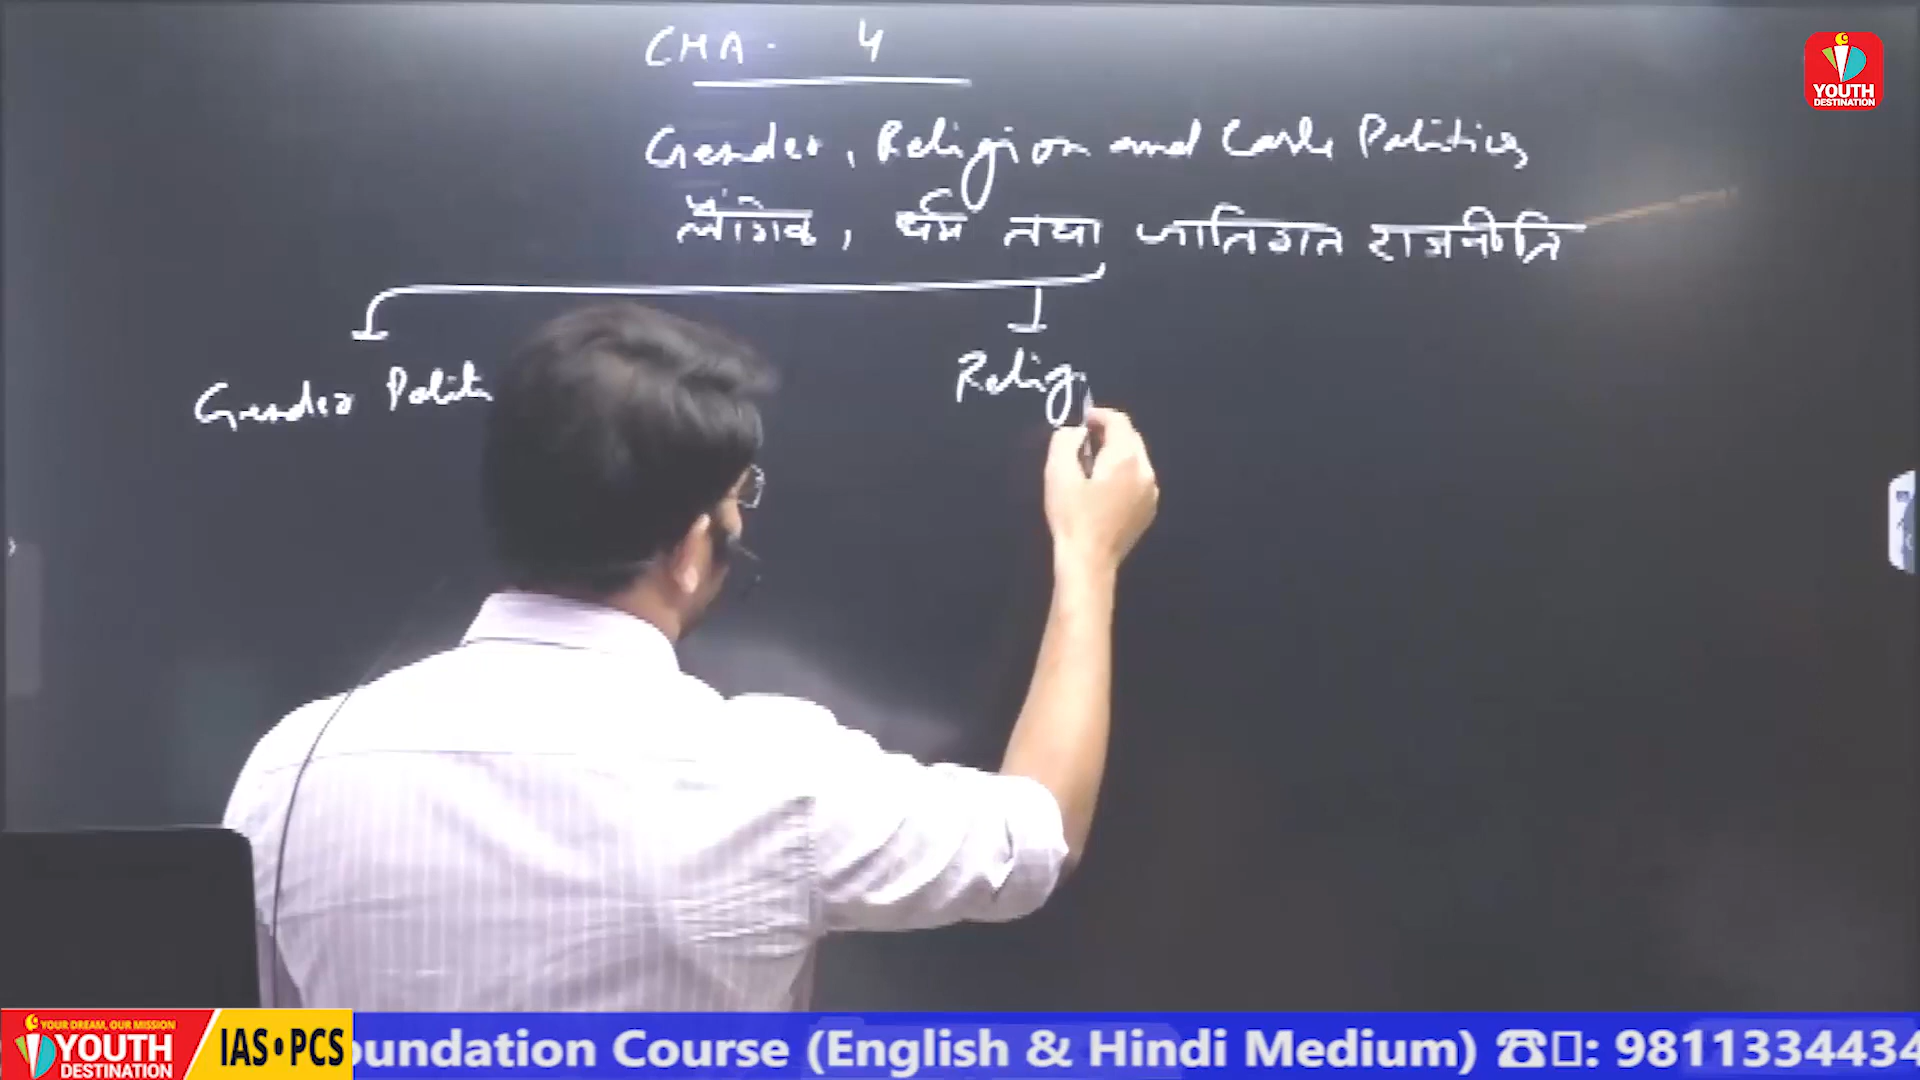 CHA. 4
Gender, Religion and Caste Politics
लैंगिक, धर्म तथा जातिगत राजनीति
Gender Politi
Relig
YOUTH
DESTINATION
YOUR DREAM, OUR MISSION
YOUTH
DESTINATION
IAS•PCS
oundation Course (English & Hindi Medium) ☎: 9811334434